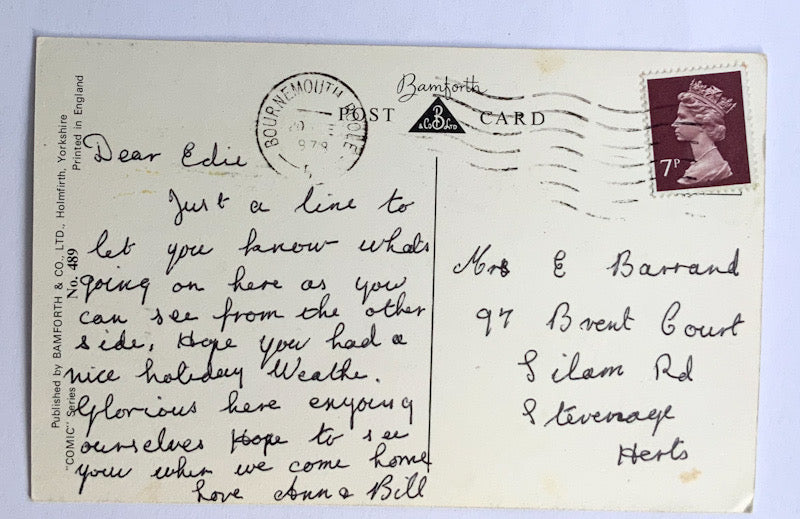 Published by BAMFORTH & CO., LTD., Holmfirth, Yorkshire
"COMIC" Series No. 489 Printed in England
BOURNEMOUTH POOLE
Bamforth
POST CARD
B
& Co LTD
7P
Dear Edie
Just a line to
let you know whats
going on here as you
can see from the other
side, Hope you had a
nice holiday Weathe.
Glorious here enjoying
ourselves Hope to see
you when we come home
Love Ann & Bill
Mrs E Barrand
97 Brent Court
Silam Rd
Stevenage
Herts